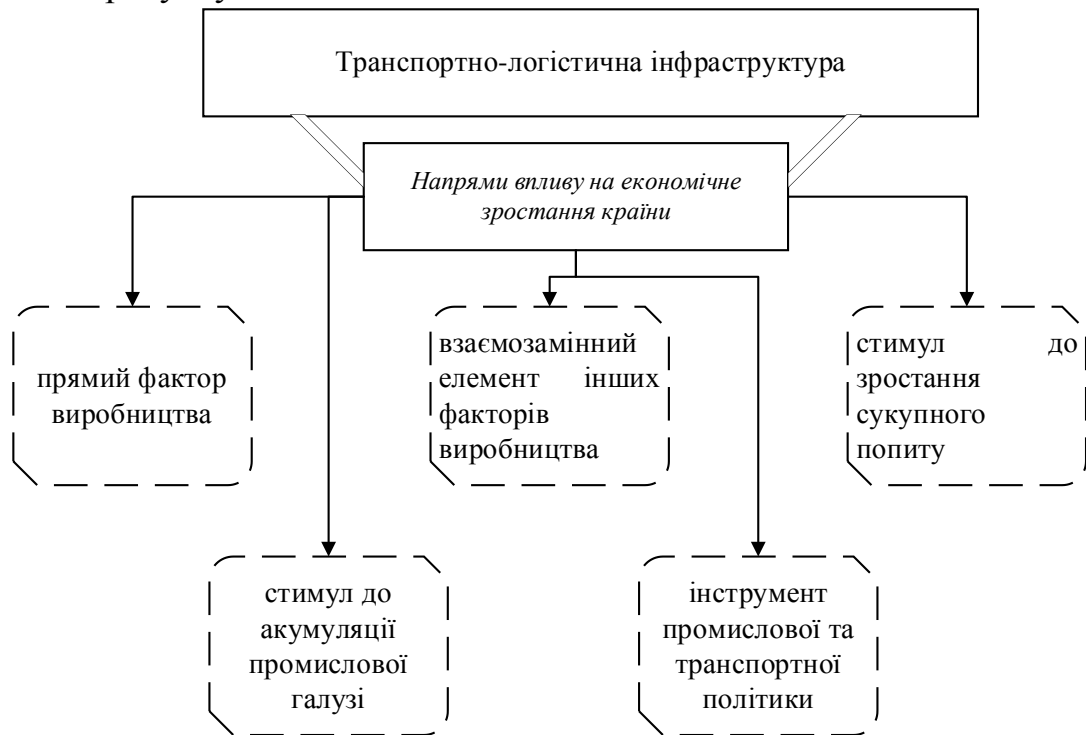 Транспортно-логістична інфраструктура
Напрями впливу на економічне
зростання країни
прямий фактор
виробництва
взаємозамінний
елемент інших
факторів
виробництва
стимул до
зростання
сукупного
попиту
стимул до
акумуляції
промислової
галузі
інструмент
промислової та
транспортної
політики